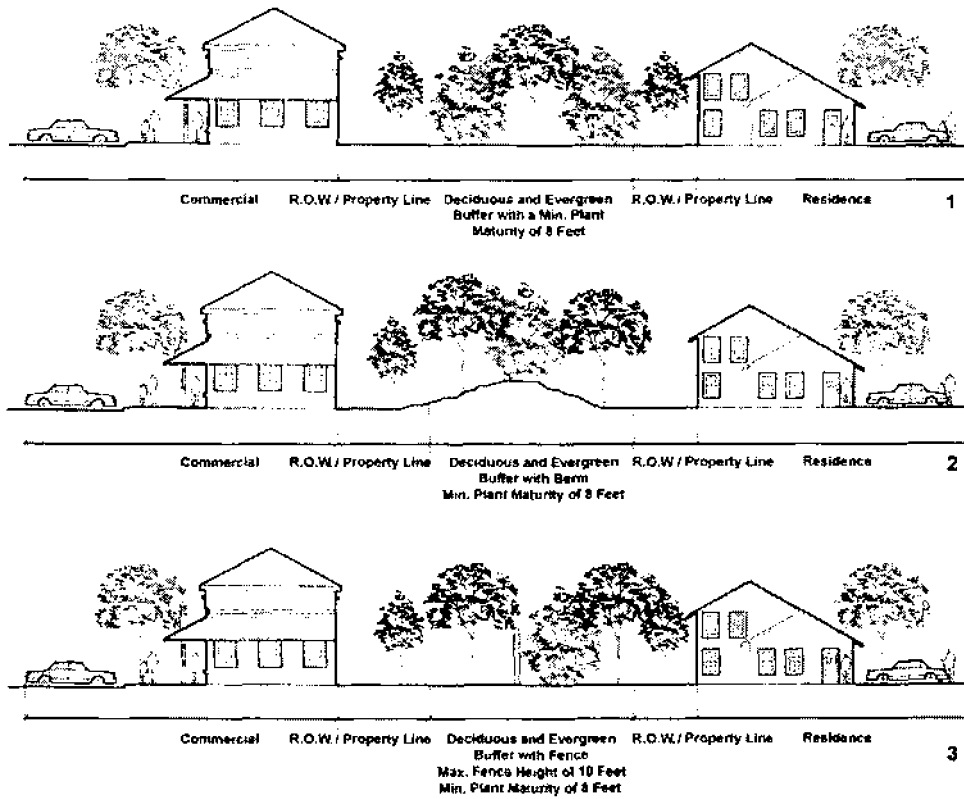 Commercial R.O.W. / Property Line Deciduous and Evergreen R.O.W. / Property Line Residence 1
Buffer with a Min. Plant
Maturity of 8 Feet
Commercial R.O.W. / Property Line Deciduous and Evergreen R.O.W. / Property Line Residence 2
Buffer with Berm
Min. Plant Maturity of 8 Feet
Commercial R.O.W. / Property Line Deciduous and Evergreen R.O.W. / Property Line Residence 3
Buffer with Fence
Max. Fence Height of 10 Feet
Min. Plant Maturity of 8 Feet